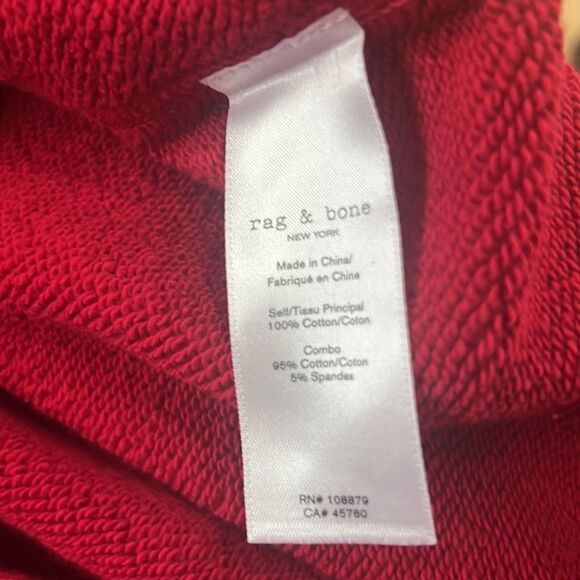 rag & bone
NEW YORK
Made in China/
Fabriqué en Chine
Self/Tissu Principal
100% Cotton/Coton
Combo
95% Cotton/Coton
5% Spandex
RN# 108879
CA# 45760